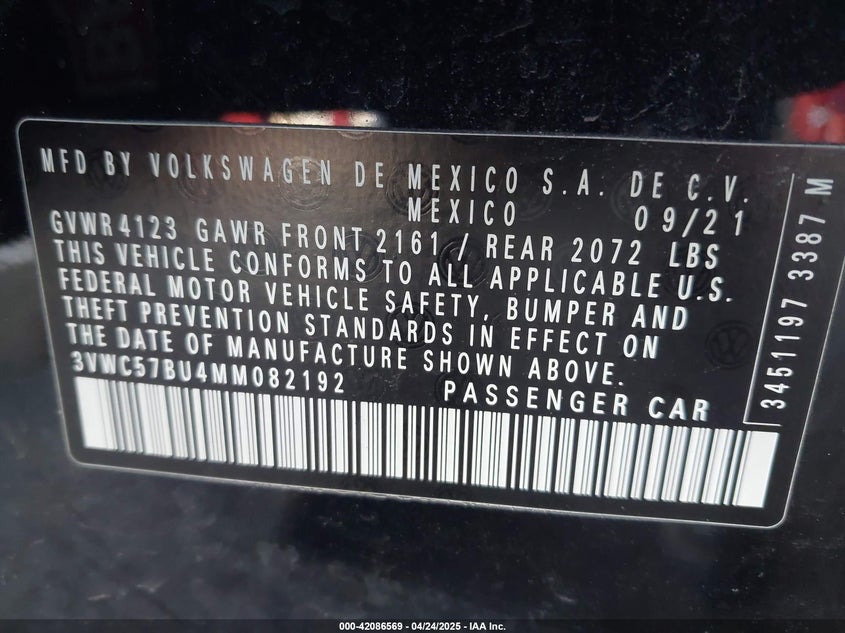 MFD BY VOLKSWAGEN DE MEXICO S.A. DE C.V.
MEXICO 09/21
GVWR4123 GAWR FRONT 2161 / REAR 2072 LBS
THIS VEHICLE CONFORMS TO ALL APPLICABLE U.S.
FEDERAL MOTOR VEHICLE SAFETY, BUMPER AND
THEFT PREVENTION STANDARDS IN EFFECT ON
THE DATE OF MANUFACTURE SHOWN ABOVE.
3VWC57BU4MM082192 PASSENGER CAR
3451197 3387 M
000-42086569 - 04/24/2025 - IAA Inc.